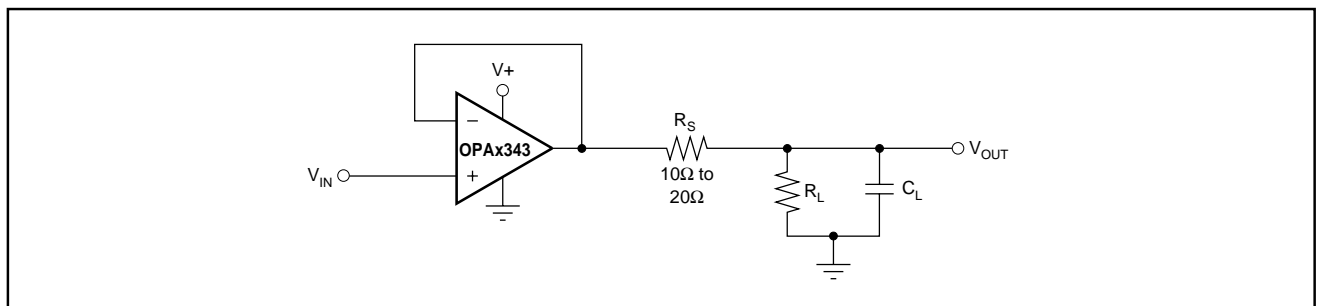 V+
−
OPAx343
+
V_IN
R_S
10Ω to
20Ω
R_L
C_L
V_OUT